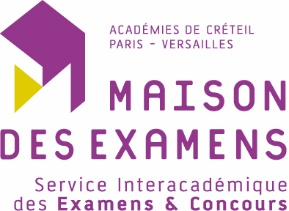 ACADÉMIES DE CRÉTEIL
PARIS - VERSAILLES
MAISON
DES EXAMENS
Service Interacadémique
des Examens & Concours